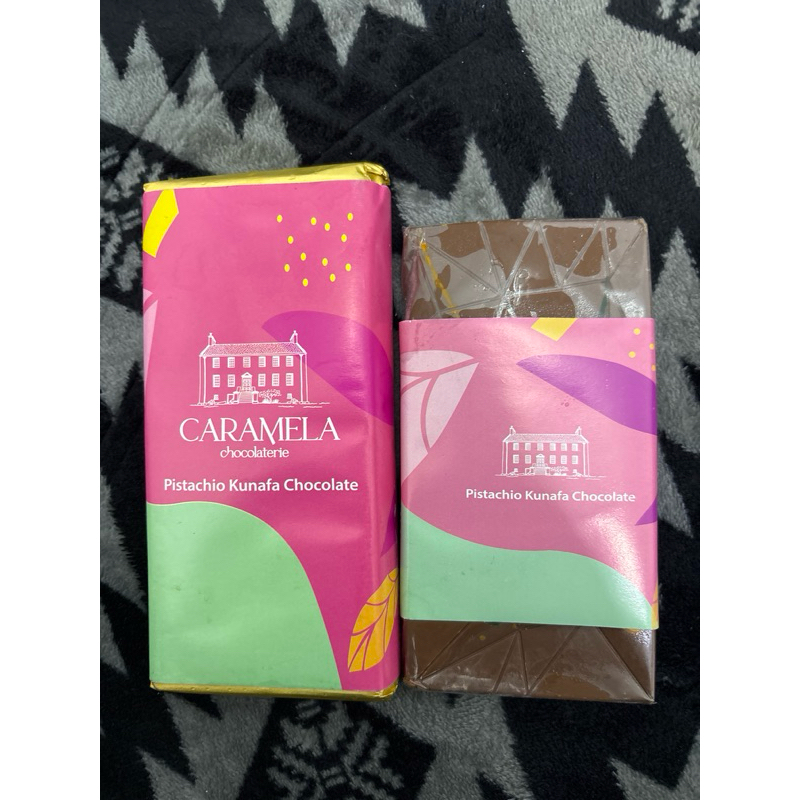 CARAMELA
chocolaterie
Pistachio Kunafa Chocolate
Pistachio Kunafa Chocolate